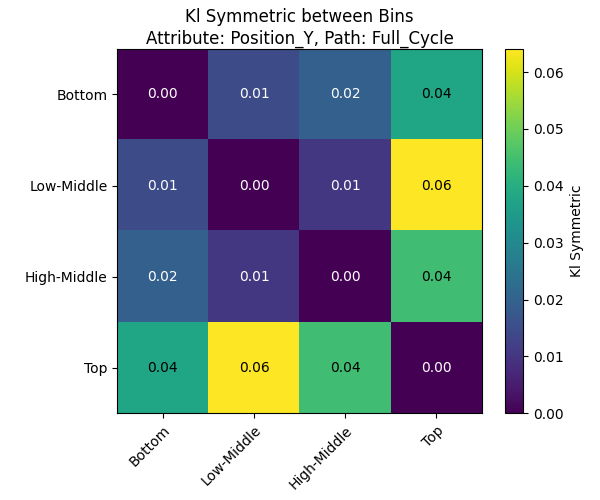 Kl Symmetric between Bins
Attribute: Position_Y, Path: Full_Cycle
Bottom 0.00 0.01 0.02 0.04
Low-Middle 0.01 0.00 0.01 0.06
High-Middle 0.02 0.01 0.00 0.04
Top 0.04 0.06 0.04 0.00
Bottom Low-Middle High-Middle Top
0.06
0.05
0.04
0.03
0.02
0.01
0.00
Kl Symmetric